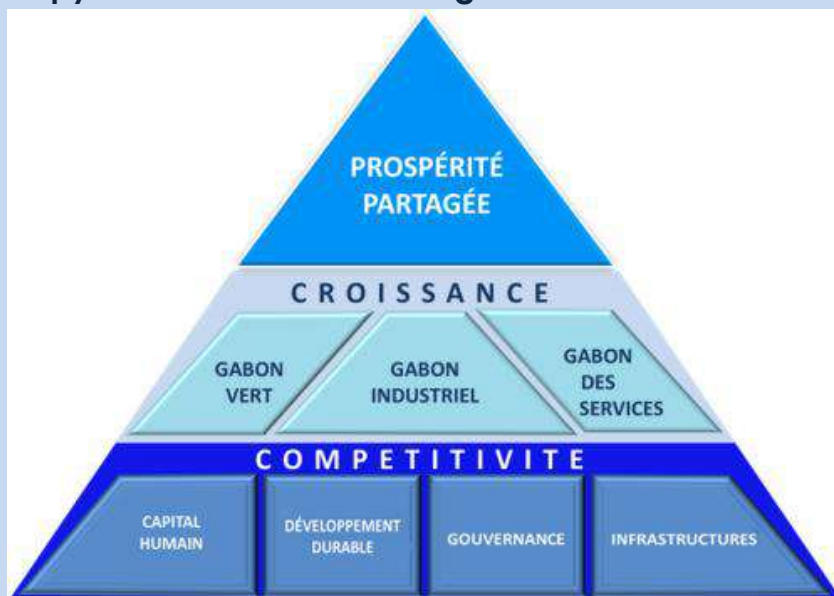 PROSPÉRITÉ
PARTAGÉE
CROISSANCE
GABON
VERT
GABON
INDUSTRIEL
GABON
DES
SERVICES
COMPETITIVITE
CAPITAL
HUMAIN
DÉVELOPPEMENT
DURABLE
GOUVERNANCE
INFRASTRUCTURES